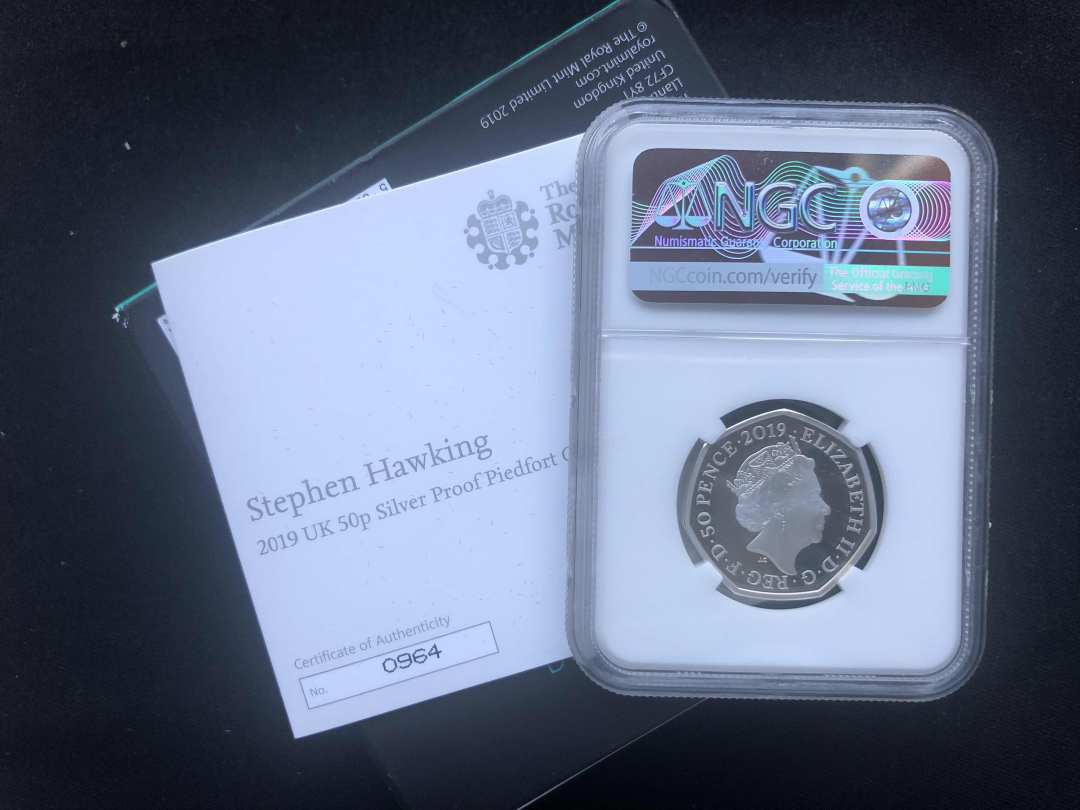 © The Royal Mint Limited 2019
royalmint.com
United Kingdom
CF72 8Y
The
Stephen Hawking
2019 UK 50p Silver Proof Piedfort
Certificate of Authenticity
No. 0964
NGC
Numismatic Guaranty Corporation
NGCcoin.com/verify
The Official Grading
Service of the ANA
ELIZABETH II · D · G · REG · F · D · 50 PENCE · 2019 ·